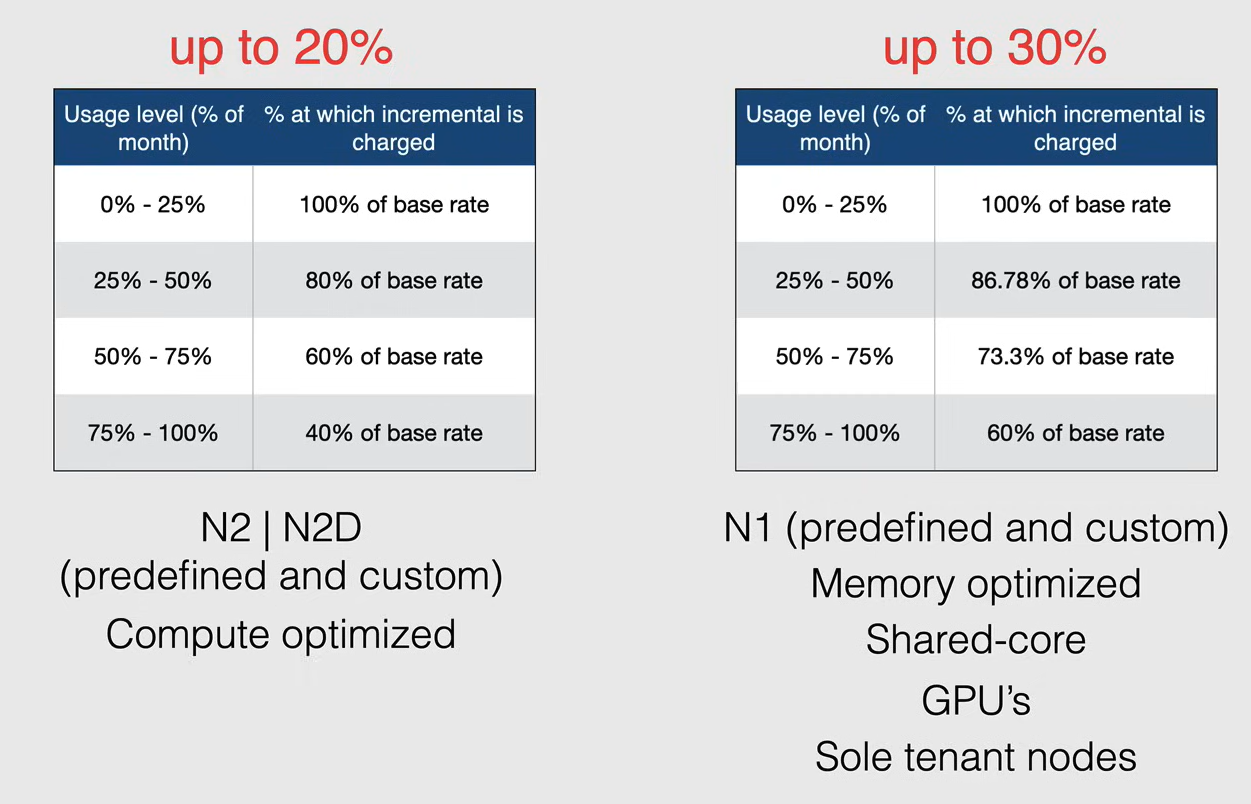 up to 20%
Usage level (% of month)
% at which incremental is charged
0% - 25%
100% of base rate
25% - 50%
80% of base rate
50% - 75%
60% of base rate
75% - 100%
40% of base rate
N2 | N2D
(predefined and custom)
Compute optimized
up to 30%
Usage level (% of month)
% at which incremental is charged
0% - 25%
100% of base rate
25% - 50%
86.78% of base rate
50% - 75%
73.3% of base rate
75% - 100%
60% of base rate
N1 (predefined and custom)
Memory optimized
Shared-core
GPU’s
Sole tenant nodes